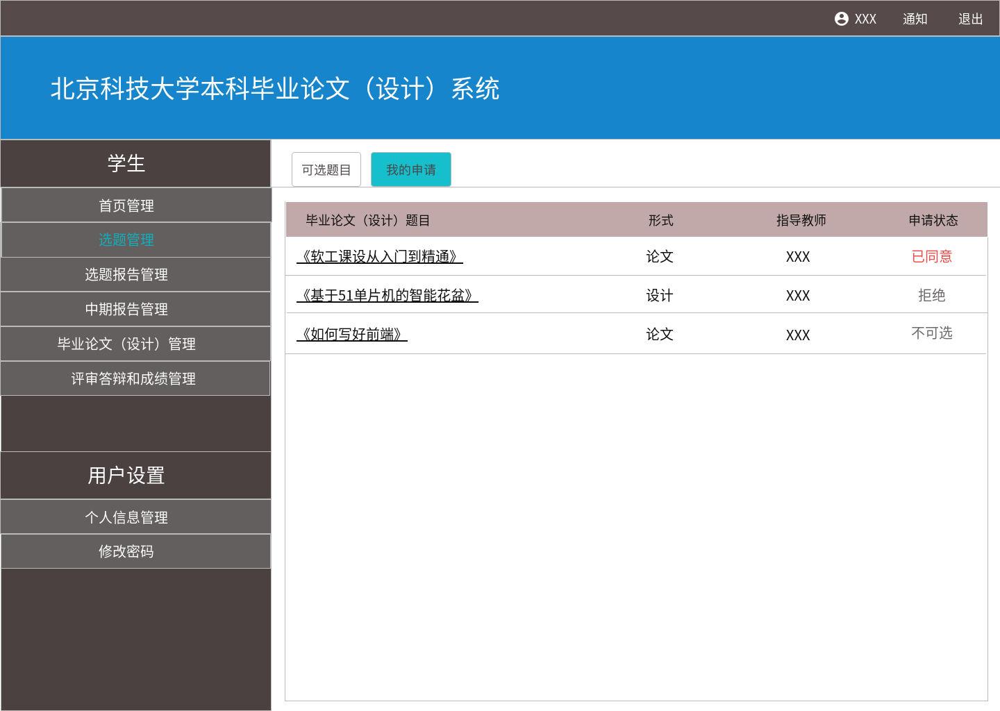 XXX 通知 退出
北京科技大学本科毕业论文（设计）系统
学生
首页管理
选题管理
选题报告管理
中期报告管理
毕业论文（设计）管理
评审答辩和成绩管理
用户设置
个人信息管理
修改密码
可选题目 我的申请
毕业论文（设计）题目 形式 指导教师 申请状态
《软工课设从入门到精通》 论文 XXX 已同意
《基于51单片机的智能花盆》 设计 XXX 拒绝
《如何写好前端》 论文 XXX 不可选